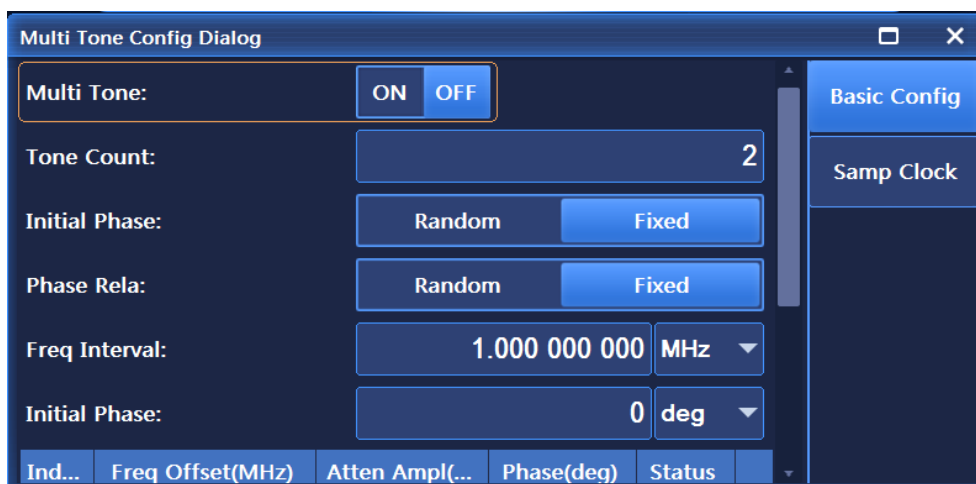 Multi Tone Config Dialog
Multi Tone: ON OFF
Basic Config
Tone Count: 2
Samp Clock
Initial Phase: Random Fixed
Phase Rela: Random Fixed
Freq Interval: 1.000 000 000 MHz
Initial Phase: 0 deg
Ind... Freq Offset(MHz) Atten Ampl(... Phase(deg) Status